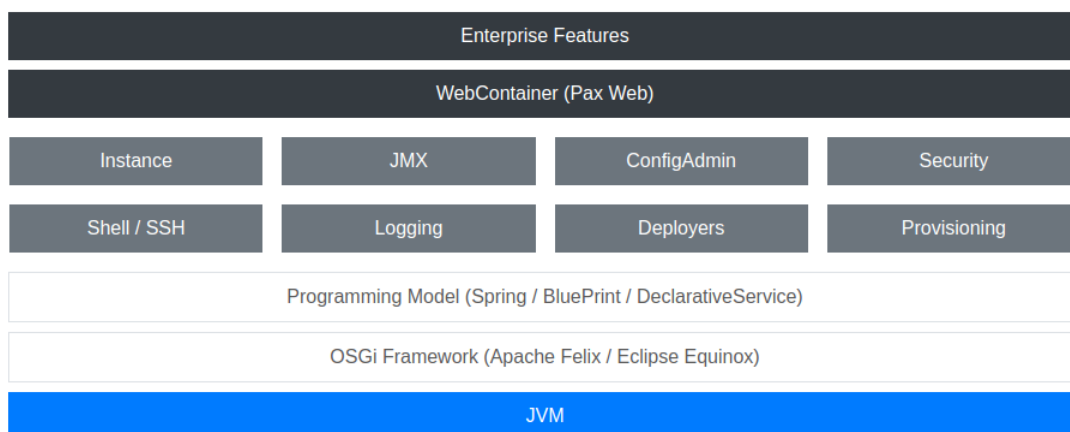 Enterprise Features
WebContainer (Pax Web)
Instance
JMX
ConfigAdmin
Security
Shell / SSH
Logging
Deployers
Provisioning
Programming Model (Spring / BluePrint / DeclarativeService)
OSGi Framework (Apache Felix / Eclipse Equinox)
JVM